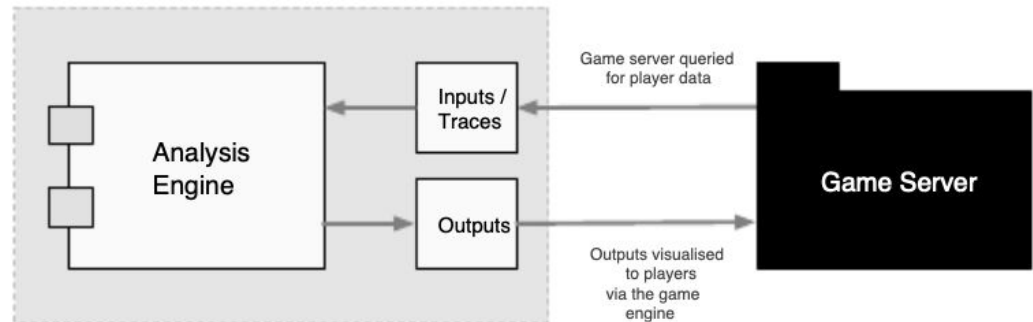 Analysis
Engine
Inputs /
Traces
Outputs
Game server queried
for player data
Outputs visualised
to players
via the game
engine
Game Server